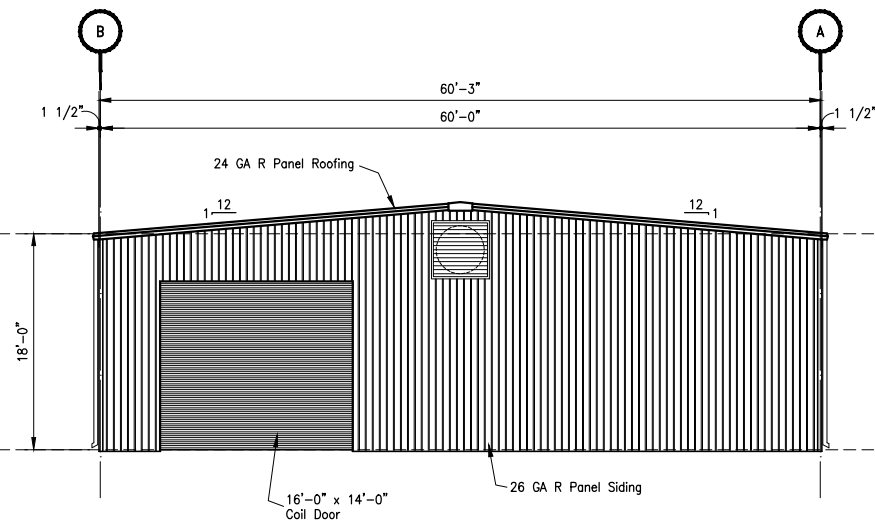 B
A
60'-3"
1 1/2"
60'-0"
1 1/2"
24 GA R Panel Roofing
12
1
12
1
18'-0"
26 GA R Panel Siding
16'-0" x 14'-0"
Coil Door